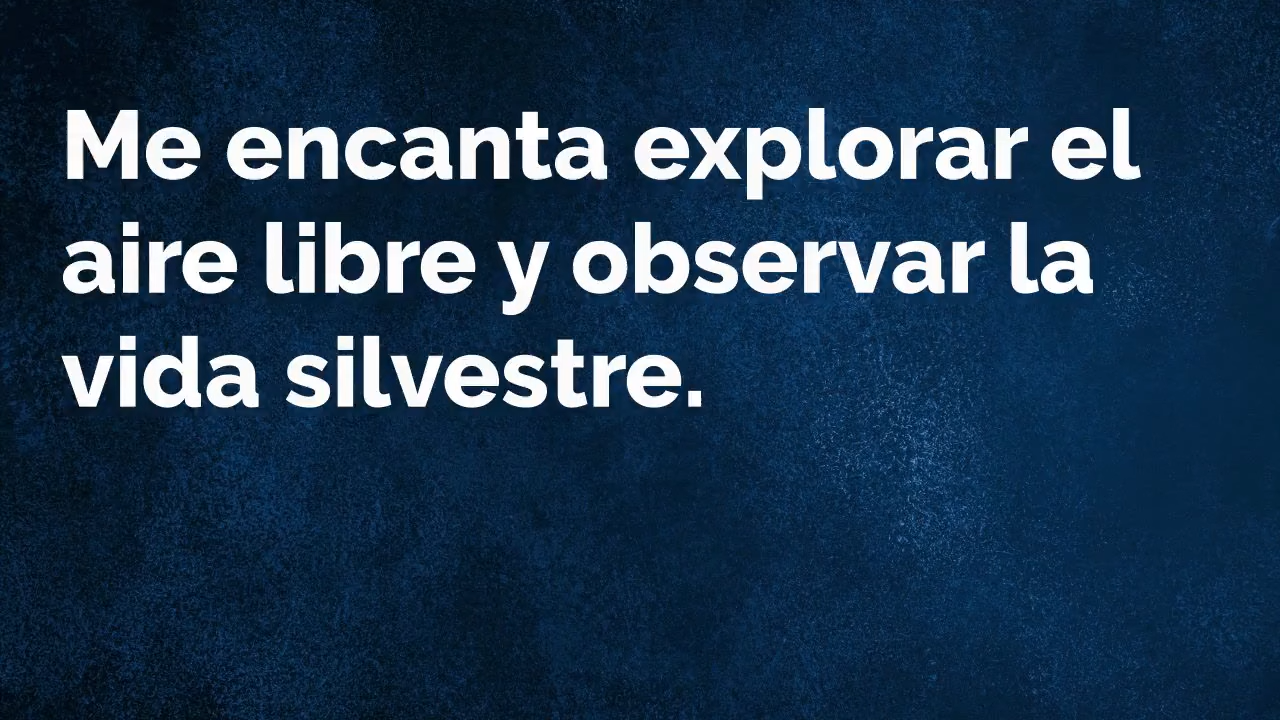 Me encanta explorar el
aire libre y observar la
vida silvestre.